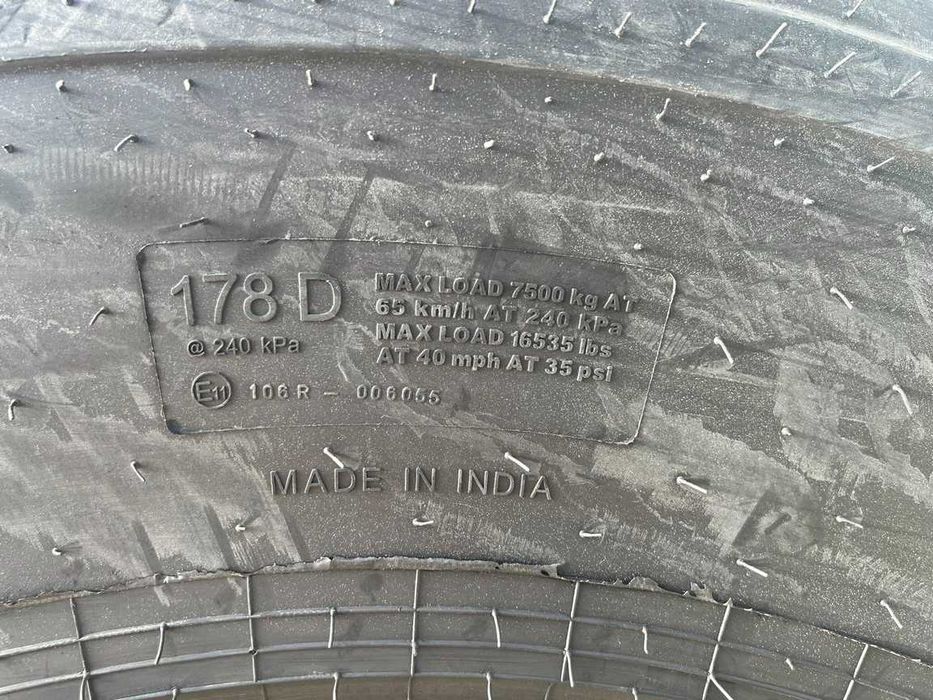 178 D
@ 240 kPa
MAX LOAD 7500 kg AT
65 km/h AT 240 kPa
MAX LOAD 16535 lbs
AT 40 mph AT 35 psi
E11 106 R - 006055
MADE IN INDIA